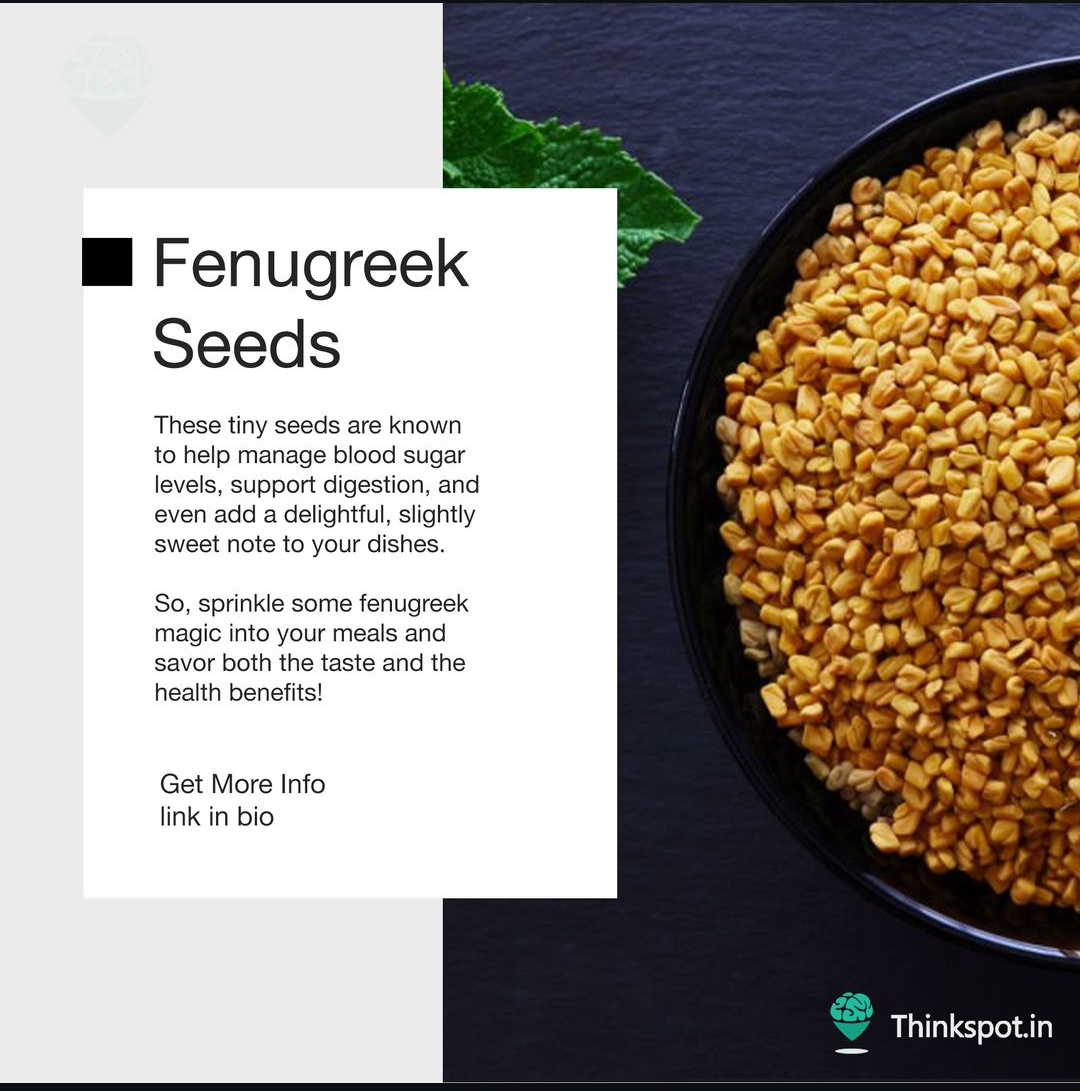 Fenugreek
Seeds
These tiny seeds are known
to help manage blood sugar
levels, support digestion, and
even add a delightful, slightly
sweet note to your dishes.
So, sprinkle some fenugreek
magic into your meals and
savor both the taste and the
health benefits!
Get More Info
link in bio
Thinkspot.in